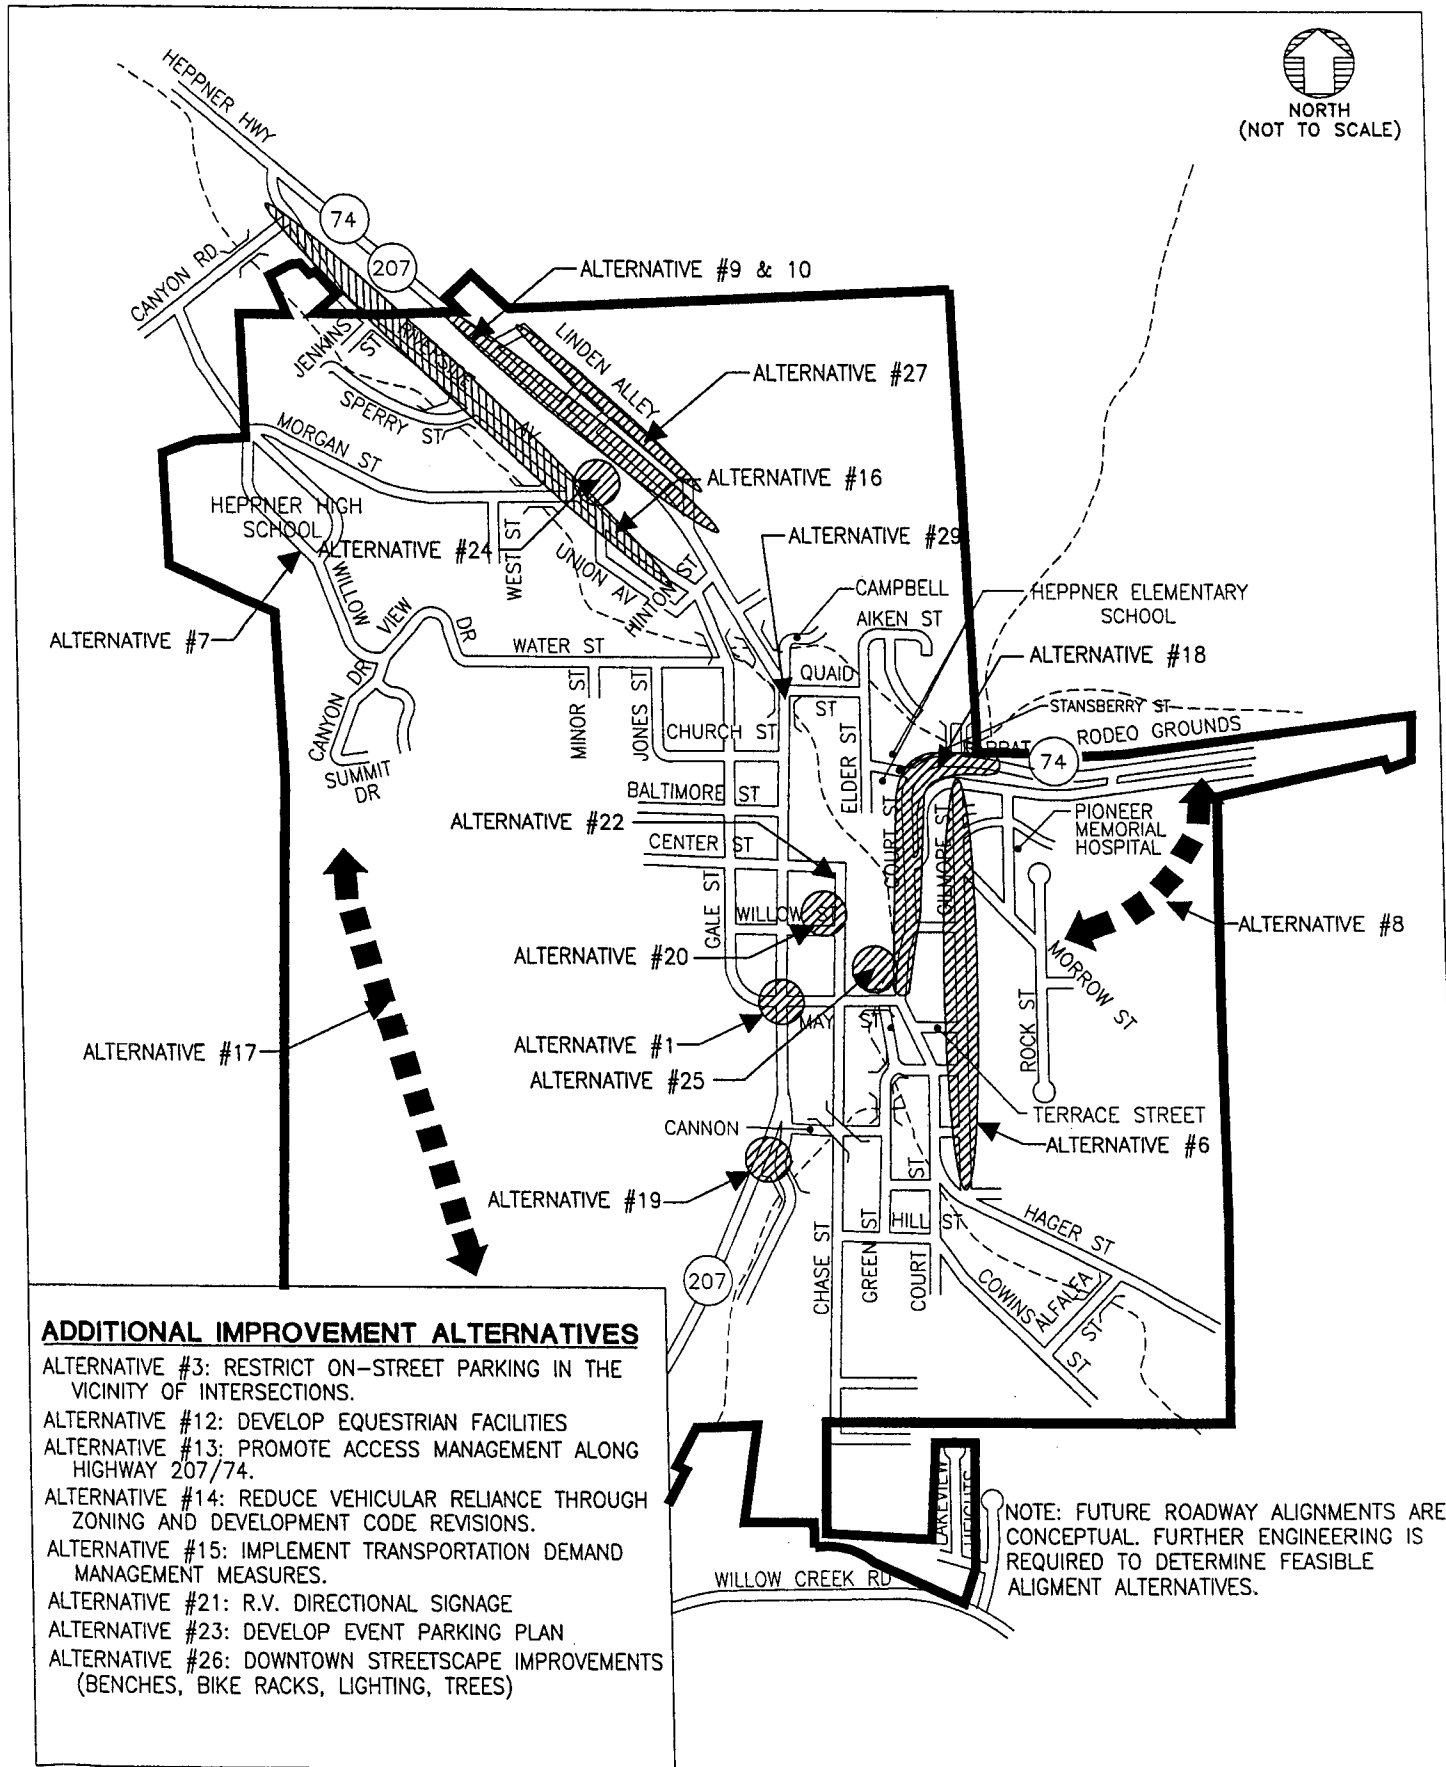 NORTH
(NOT TO SCALE)
HEPPNER HWY
74
207
CANYON RD
ALTERNATIVE #9 & 10
LINDEN ALLEY
JENKINS
ST
ALTERNATIVE #27
SPERRY ST
AV
MORGAN ST
ALTERNATIVE #16
HEPPNER HIGH
SCHOOL
ALTERNATIVE #24
WEST ST
ALTERNATIVE #29
UNION AV
HINTON ST
CAMPBELL
HEPPNER ELEMENTARY
SCHOOL
AIKEN ST
WILLOW
VIEW
DR
ALTERNATIVE #7
WATER ST
ALTERNATIVE #18
QUAID
ST
CANYON DR
MINOR ST
JONES ST
STANSBERRY ST
CHURCH ST
RODEO GROUNDS
74
SUMMIT
DR
ELDER ST
BALTIMORE ST
ALTERNATIVE #22
COURT ST
GILMORE ST
PIONEER
MEMORIAL
HOSPITAL
CENTER ST
GALE ST
WILLOW ST
ALTERNATIVE #8
ALTERNATIVE #20
MORROW ST
ROCK ST
MAY ST
ALTERNATIVE #17
ALTERNATIVE #1
ALTERNATIVE #25
TERRACE STREET
CANNON
ALTERNATIVE #6
ALTERNATIVE #19
HILL ST
HAGER ST
CHASE ST
GREEN ST
COURT ST
207
COWINS
ST
ALFALFA
ST
ADDITIONAL IMPROVEMENT ALTERNATIVES
ALTERNATIVE #3: RESTRICT ON-STREET PARKING IN THE
VICINITY OF INTERSECTIONS.
ALTERNATIVE #12: DEVELOP EQUESTRIAN FACILITIES
ALTERNATIVE #13: PROMOTE ACCESS MANAGEMENT ALONG
HIGHWAY 207/74.
ALTERNATIVE #14: REDUCE VEHICULAR RELIANCE THROUGH
ZONING AND DEVELOPMENT CODE REVISIONS.
ALTERNATIVE #15: IMPLEMENT TRANSPORTATION DEMAND
MANAGEMENT MEASURES.
ALTERNATIVE #21: R.V. DIRECTIONAL SIGNAGE
ALTERNATIVE #23: DEVELOP EVENT PARKING PLAN
ALTERNATIVE #26: DOWNTOWN STREETSCAPE IMPROVEMENTS
(BENCHES, BIKE RACKS, LIGHTING, TREES)
LAKEVIEW
HEIGHTS
WILLOW CREEK RD
NOTE: FUTURE ROADWAY ALIGNMENTS ARE
CONCEPTUAL. FURTHER ENGINEERING IS
REQUIRED TO DETERMINE FEASIBLE
ALIGMENT ALTERNATIVES.